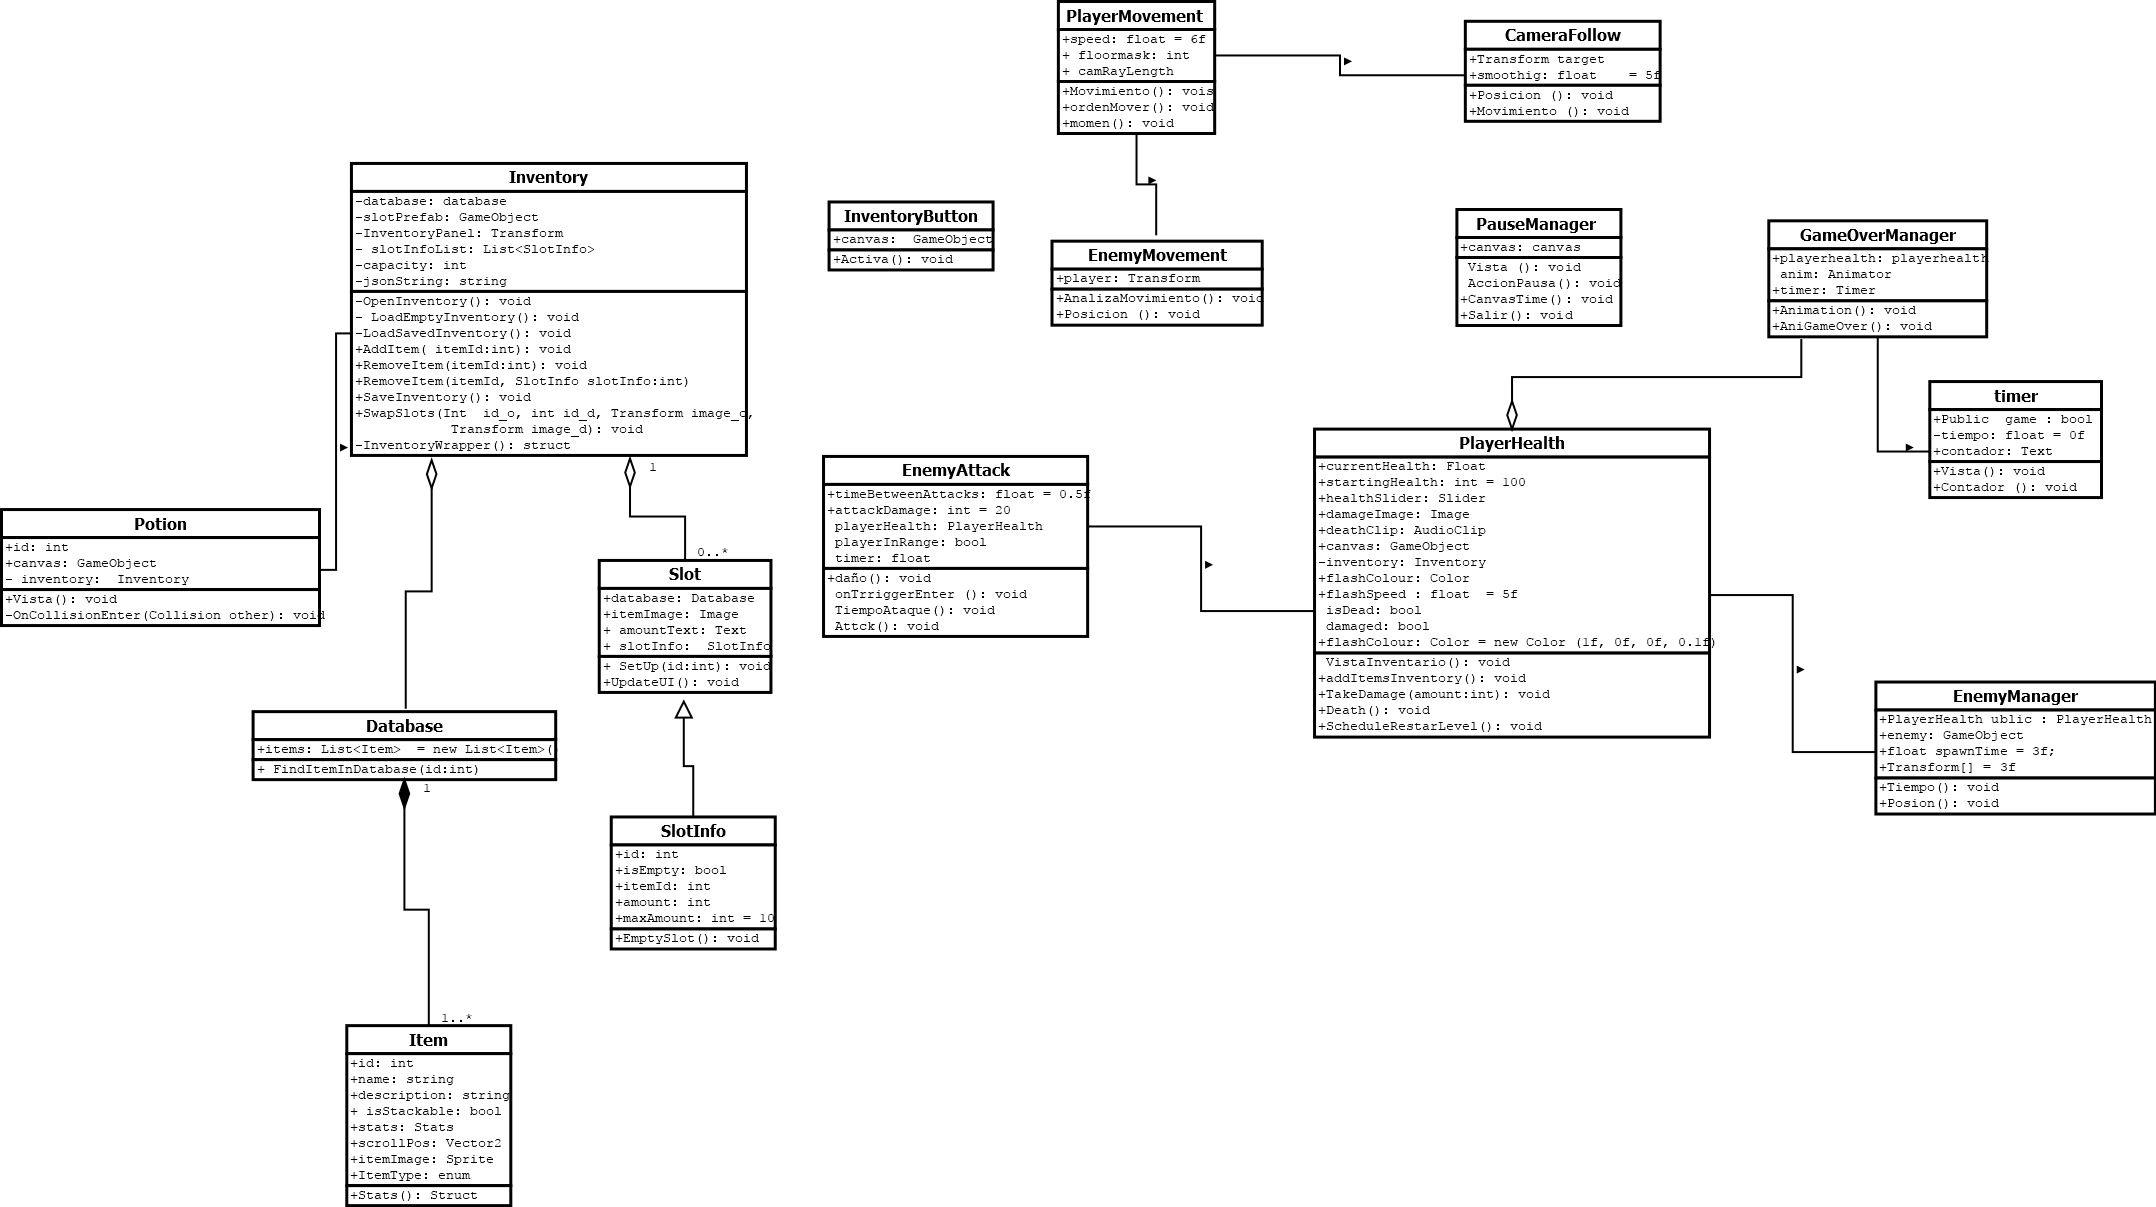 PlayerMovement
+speed: float = 6f
+ floormask: int
+ camRayLength
+Movimiento(): vois
+ordenMover(): void
+momen(): void
CameraFollow
+Transform target
+smoothig: float    = 5f
+Posicion (): void
+Movimiento (): void
Inventory
-database: database
-slotPrefab: GameObject
-InventoryPanel: Transform
- slotInfoList: List<SlotInfo>
-capacity: int
-jsonString: string
-OpenInventory(): void
- LoadEmptyInventory(): void
-LoadSavedInventory(): void
+AddItem( itemId:int): void
+RemoveItem(itemId:int): void
+RemoveItem(itemId, SlotInfo slotInfo:int)
+SaveInventory(): void
+SwapSlots(Int  id_o, int id_d, Transform image_o,
Transform image_d): void
-InventoryWrapper(): struct
InventoryButton
+canvas:  GameObject
+Activa(): void
EnemyMovement
+player: Transform
+AnalizaMovimiento(): void
+Posicion (): void
PauseManager
+canvas: canvas
Vista (): void
AccionPausa(): void
+CanvasTime(): void
+Salir(): void
GameOverManager
+playerhealth: playerhealth
anim: Animator
+timer: Timer
+Animation(): void
+AniGameOver(): void
timer
+Public  game : bool
-tiempo: float = 0f
+contador: Text
+Vista(): void
+Contador (): void
Potion
+id: int
+canvas: GameObject
- inventory:  Inventory
+Vista(): void
-OnCollisionEnter(Collision other): void
1
0..*
Slot
+database: Database
+itemImage: Image
+ amountText: Text
+ slotInfo:  SlotInfo
+ SetUp(id:int): void
+UpdateUI(): void
EnemyAttack
+timeBetweenAttacks: float = 0.5f
+attackDamage: int = 20
playerHealth: PlayerHealth
playerInRange: bool
timer: float
+daño(): void
onTrrigerEnter (): void
TiempoAtaque(): void
Attck(): void
PlayerHealth
+currentHealth: Float
+startingHealth: int = 100
+healthSlider: Slider
+damageImage: Image
+deathClip: AudioClip
+canvas: GameObject
-inventory: Inventory
+flashColour: Color
+flashSpeed : float  = 5f
isDead: bool
damaged: bool
+flashColour: Color = new Color (1f, 0f, 0f, 0.1f)
VistaInventario(): void
+addItemsInventory(): void
+TakeDamage(amount:int): void
+Death(): void
+ScheduleRestarLevel(): void
EnemyManager
+PlayerHealth ublic : PlayerHealth
+enemy: GameObject
+float spawnTime = 3f;
+Transform[] = 3f
+Tiempo(): void
+Posion(): void
Database
+items: List<Item>  = new List<Item>(
+ FindItemInDatabase(id:int)
1
1..*
SlotInfo
+id: int
+isEmpty: bool
+itemId: int
+amount: int
+maxAmount: int = 10
+EmptySlot(): void
Item
+id: int
+name: string
+description: string
+ isStackable: bool
+stats: Stats
+scrollPos: Vector2
+itemImage: Sprite
+ItemType: enum
+Stats(): Struct